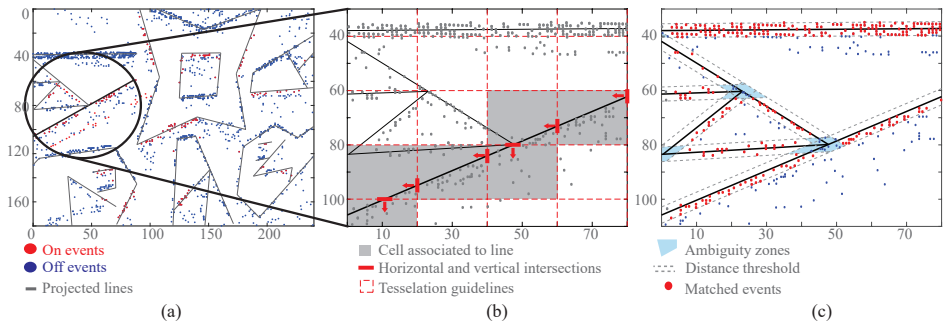 0
40
80
120
160
0
50
100
150
200
On events
Off events
Projected lines
(a)
40
60
80
100
10
30
50
70
Cell associated to line
Horizontal and vertical intersections
Tesselation guidelines
(b)
40
60
80
100
10
30
50
70
Ambiguity zones
Distance threshold
Matched events
(c)